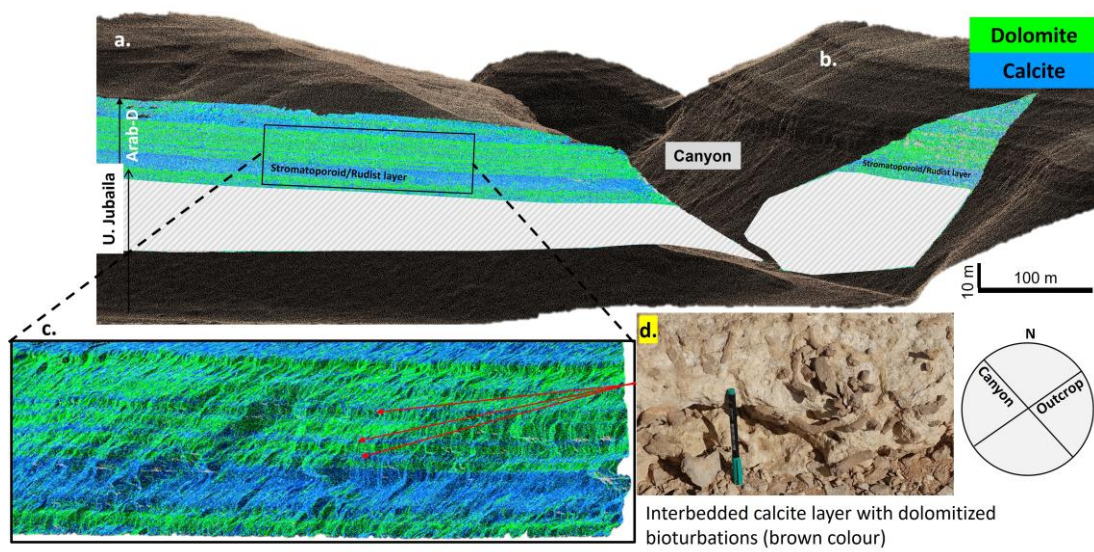 a.
b.
Dolomite
Calcite
Arab-D
Canyon
Stromatoporoid/Rudist layer
Stromatoporoid/Rudist layer
U. Jubaila
10 m
100 m
c.
d.
N
Canyon
Outcrop
Interbedded calcite layer with dolomitized
bioturbations (brown colour)